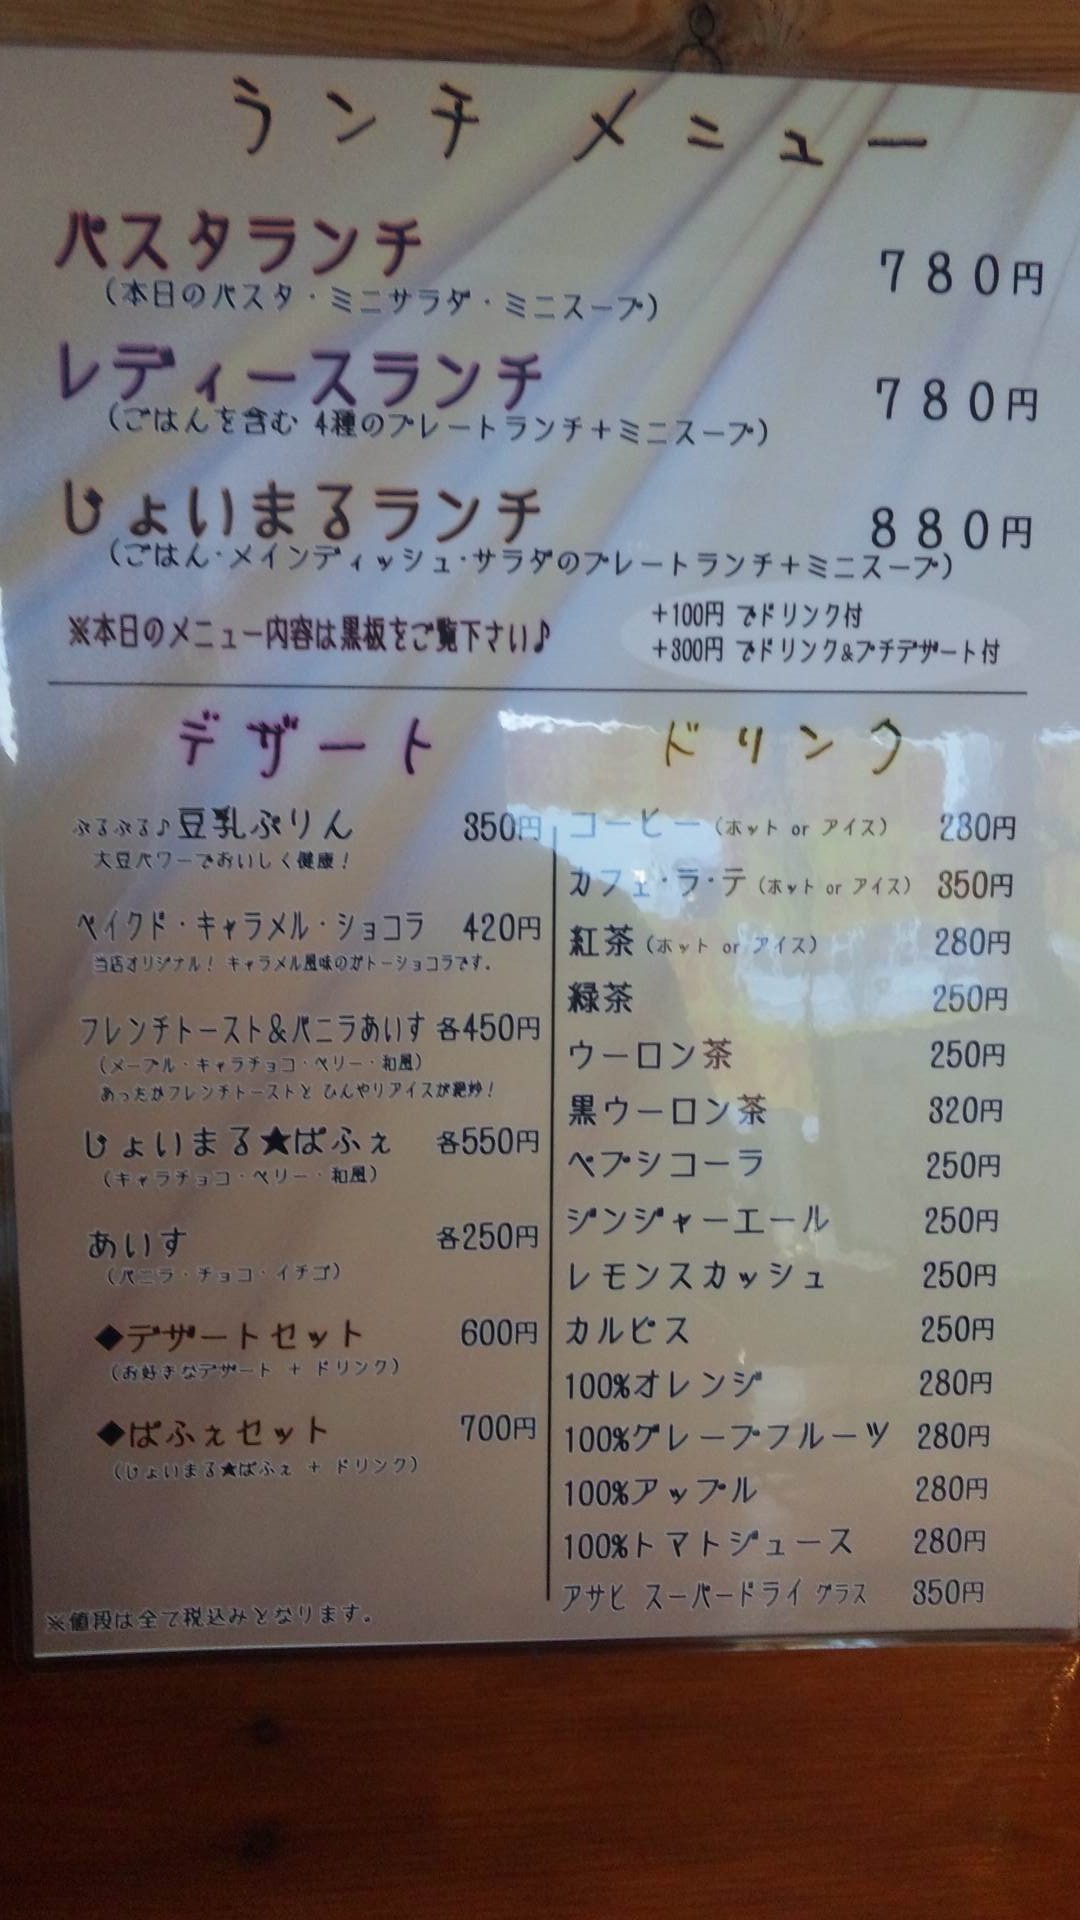 ランチメニュー
パスタランチ 780円
(本日のパスタ・ミニサラダ・ミニスープ)
レディースランチ 780円
(ごはんを含む 4種のプレートランチ+ミニスープ)
じょいまるランチ 880円
(ごはん・メインディッシュ・サラダのプレートランチ+ミニスープ)
※本日のメニュー内容は黒板をご覧下さい♪
+100円 でドリンク付
+300円 でドリンク&プチデザート付
デザート
ぷるぷる♪豆乳ぷりん 350円
大豆パワーでおいしく健康!
ベイクド・キャラメル・ショコラ 420円
当店オリジナル! キャラメル風味のガトーショコラです。
フレンチトースト&バニラあいす 各450円
(メープル・キャラチョコ・ベリー・和風)
あったかフレンチトーストと ひんやりアイスが絶妙!
じょいまる★ぱふぇ 各550円
(キャラチョコ・ベリー・和風)
あいす 各250円
(バニラ・チョコ・イチゴ)
◆デザートセット 600円
(お好きなデザート + ドリンク)
◆ぱふぇセット 700円
(じょいまる★ぱふぇ + ドリンク)
※値段は全て税込みとなります。
ドリンク
コーヒー (ホット or アイス) 280円
カフェ・ラ・テ (ホット or アイス) 350円
紅茶 (ホット or アイス) 280円
緑茶 250円
ウーロン茶 250円
黒ウーロン茶 320円
ペプシコーラ 250円
ジンジャーエール 250円
レモンスカッシュ 250円
カルピス 250円
100%オレンジ 280円
100%グレープフルーツ 280円
100%アップル 280円
100%トマトジュース 280円
アサヒ スーパードライ グラス 350円